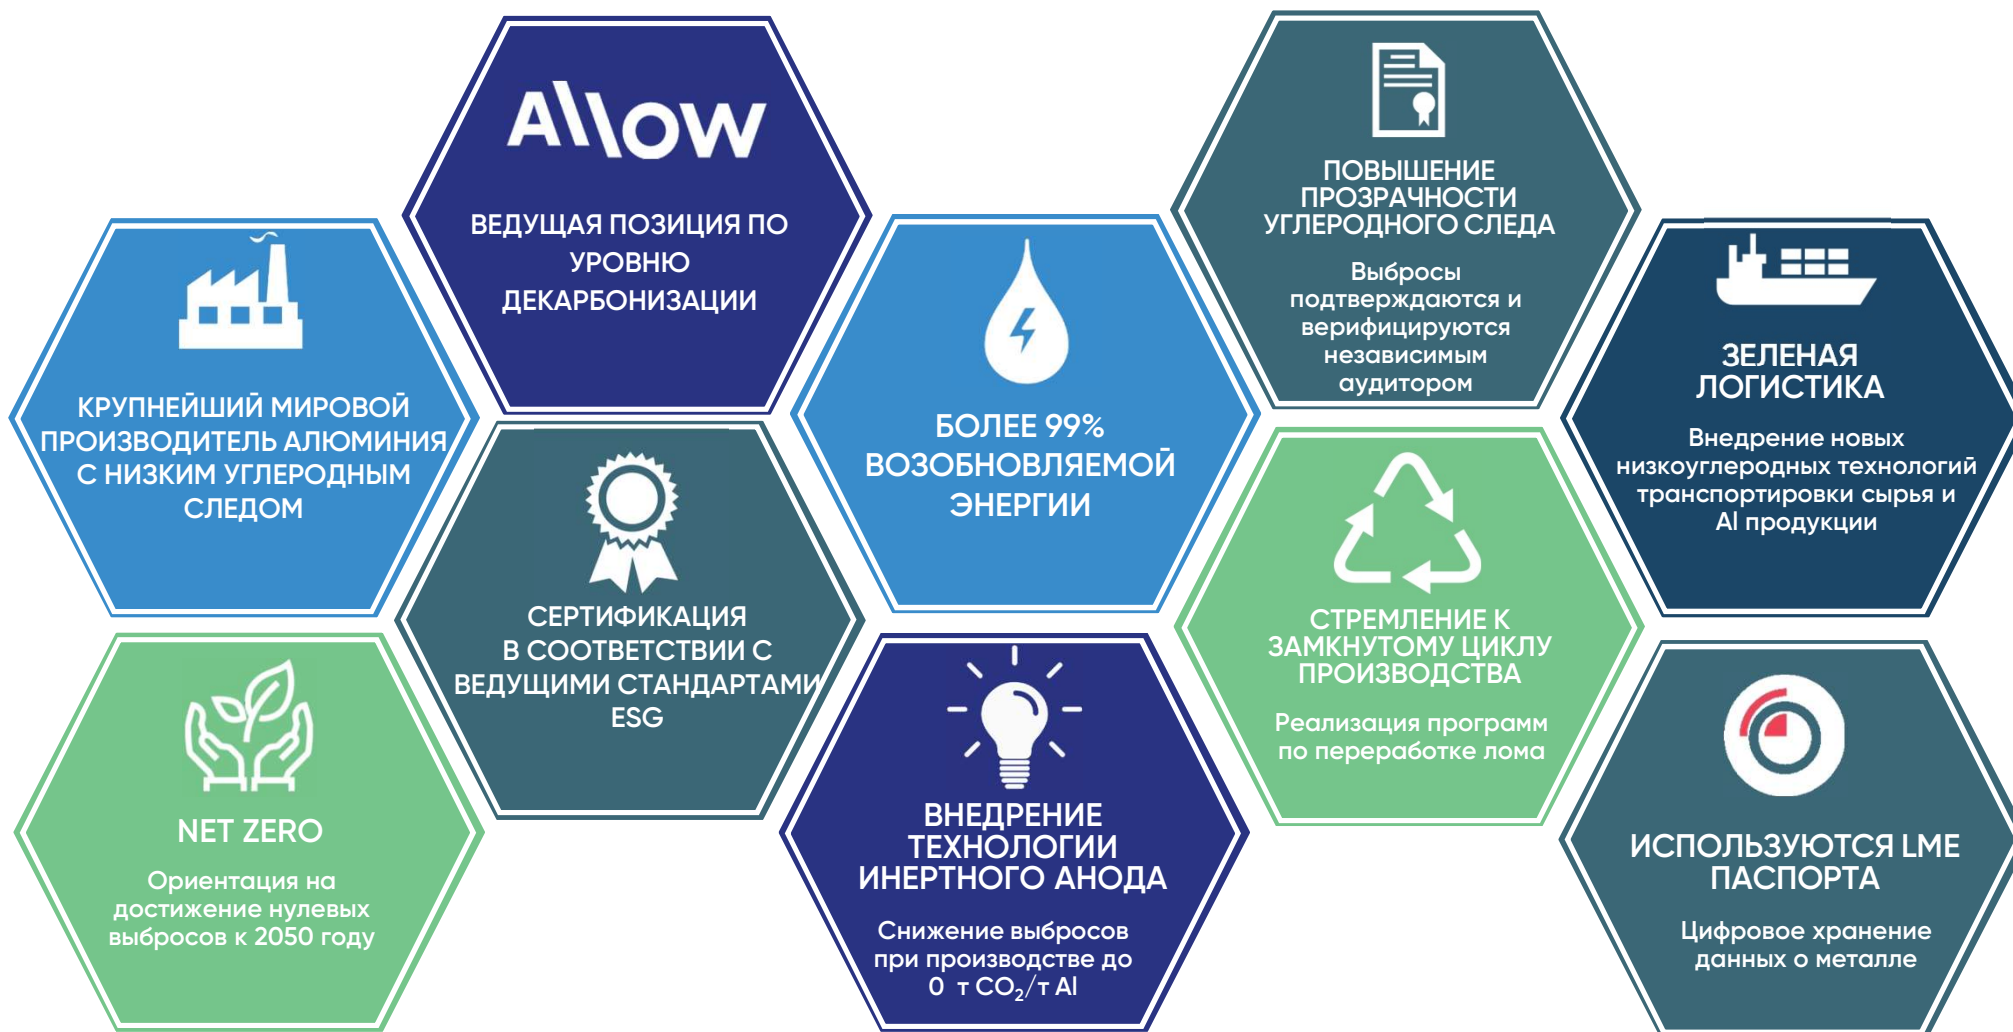 Allow
ВЕДУЩАЯ ПОЗИЦИЯ ПО
УРОВНЮ
ДЕКАРБОНИЗАЦИИ
ПОВЫШЕНИЕ
ПРОЗРАЧНОСТИ
УГЛЕРОДНОГО СЛЕДА
Выбросы
подтверждаются и
верифицируются
независимым
аудитором
КРУПНЕЙШИЙ МИРОВОЙ
ПРОИЗВОДИТЕЛЬ АЛЮМИНИЯ
С НИЗКИМ УГЛЕРОДНЫМ
СЛЕДОМ
БОЛЕЕ 99%
ВОЗОБНОВЛЯЕМОЙ
ЭНЕРГИИ
ЗЕЛЕНАЯ
ЛОГИСТИКА
Внедрение новых
низкоуглеродных технологий
транспортировки сырья и
Al продукции
СЕРТИФИКАЦИЯ
В СООТВЕТСТВИИ С
ВЕДУЩИМИ СТАНДАРТАМИ
ESG
СТРЕМЛЕНИЕ К
ЗАМКНУТОМУ ЦИКЛУ
ПРОИЗВОДСТВА
Реализация программ
по переработке лома
NET ZERO
Ориентация на
достижение нулевых
выбросов к 2050 году
ВНЕДРЕНИЕ
ТЕХНОЛОГИИ
ИНЕРТНОГО АНОДА
Снижение выбросов
при производстве до
0 т CO₂/т Al
ИСПОЛЬЗУЮТСЯ LME
ПАСПОРТА
Цифровое хранение
данных о металле